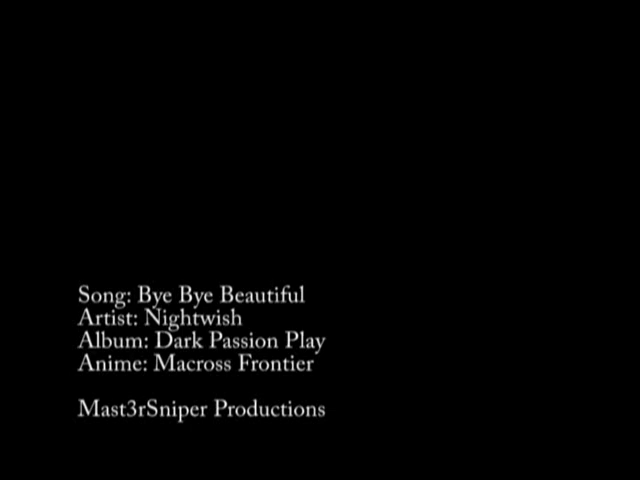 Song: Bye Bye Beautiful
Artist: Nightwish
Album: Dark Passion Play
Anime: Macross Frontier
Mast3rSniper Productions